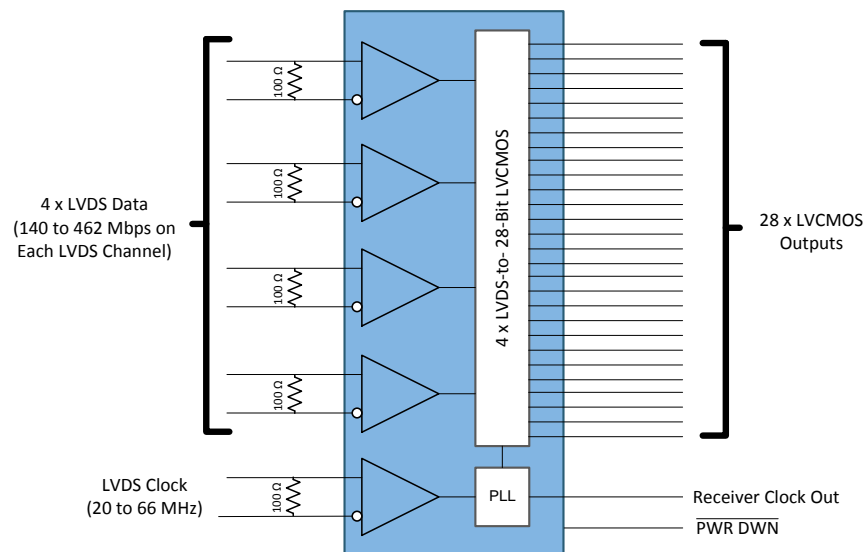 100 Ω
100 Ω
4 x LVDS Data
(140 to 462 Mbps on
Each LVDS Channel)
100 Ω
100 Ω
4 x LVDS-to- 28-Bit LVCMOS
28 x LVCMOS
Outputs
LVDS Clock
(20 to 66 MHz)
100 Ω
PLL
Receiver Clock Out
PWR DWN